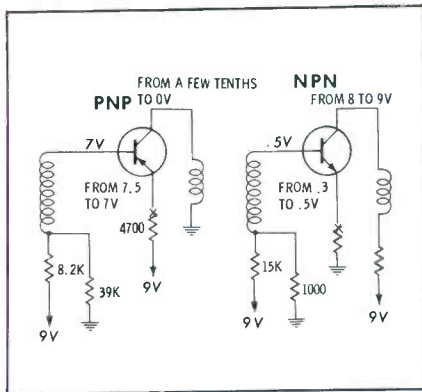 PNP
FROM A FEW TENTHS
TO 0V
7V
FROM 7.5
TO 7V
4700
8.2K
39K
9V
9V
NPN
FROM 8 TO 9V
.5V
FROM .3
TO .5V
15K
1000
9V
9V